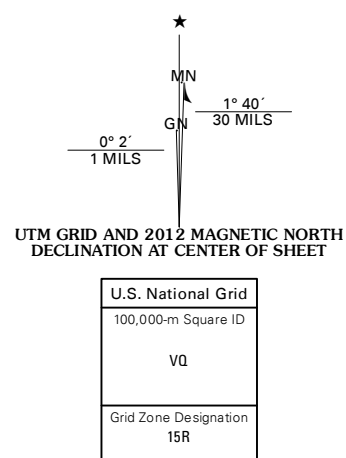 ★
MN
1° 40´
30 MILS
GN
0° 2´
1 MILS
UTM GRID AND 2012 MAGNETIC NORTH
DECLINATION AT CENTER OF SHEET
U.S. National Grid
100,000-m Square ID
VQ
Grid Zone Designation
15R